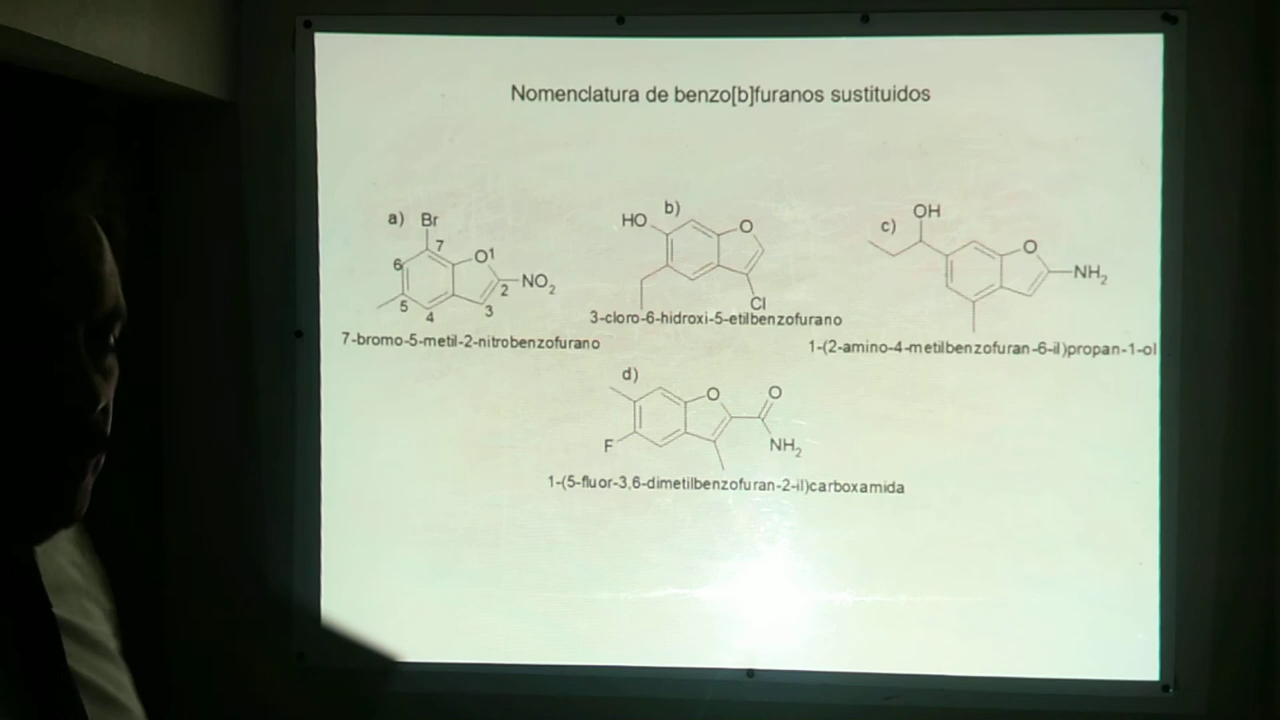 Nomenclatura de benzo[b]furanos sustituidos
a) Br
7
O1
6
NO2
2
5
4
3
7-bromo-5-metil-2-nitrobenzofurano
b)
HO
O
Cl
3-cloro-6-hidroxi-5-etilbenzofurano
c)
OH
O
NH2
1-(2-amino-4-metilbenzofuran-6-il)propan-1-ol
d)
O
O
F
NH2
1-(5-fluor-3,6-dimetilbenzofuran-2-il)carboxamida